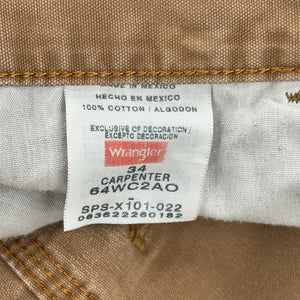 MADE IN MEXICO
HECHO EN MEXICO
100% COTTON / ALGODON
EXCLUSIVE OF DECORATION/
EXCEPTO DECORACION
Wrangler
34
CARPENTER
64WC2AO
SPS-X101-022
083622260182